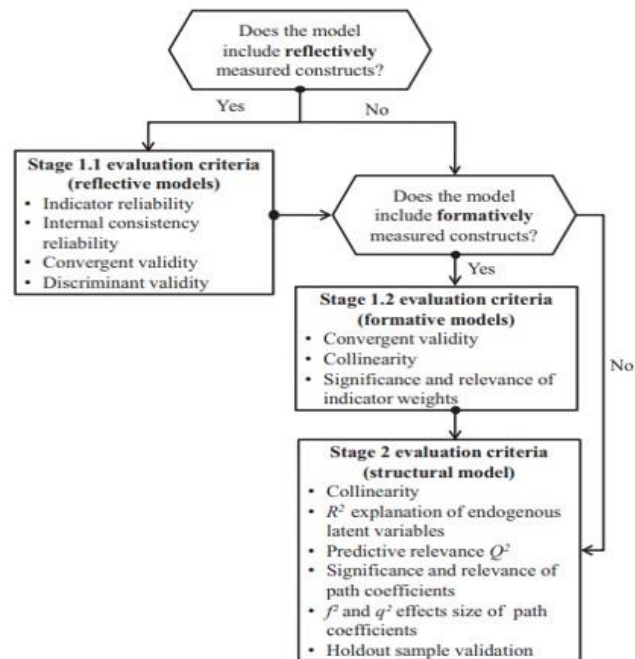 Does the model
include reflectively
measured constructs?
Yes
No
Stage 1.1 evaluation criteria
(reflective models)
• Indicator reliability
• Internal consistency
reliability
• Convergent validity
• Discriminant validity
Does the model
include formatively
measured constructs?
Yes
No
Stage 1.2 evaluation criteria
(formative models)
• Convergent validity
• Collinearity
• Significance and relevance of
indicator weights
Stage 2 evaluation criteria
(structural model)
• Collinearity
• R² explanation of endogenous
latent variables
• Predictive relevance Q²
• Significance and relevance of
path coefficients
• f² and q² effects size of path
coefficients
• Holdout sample validation